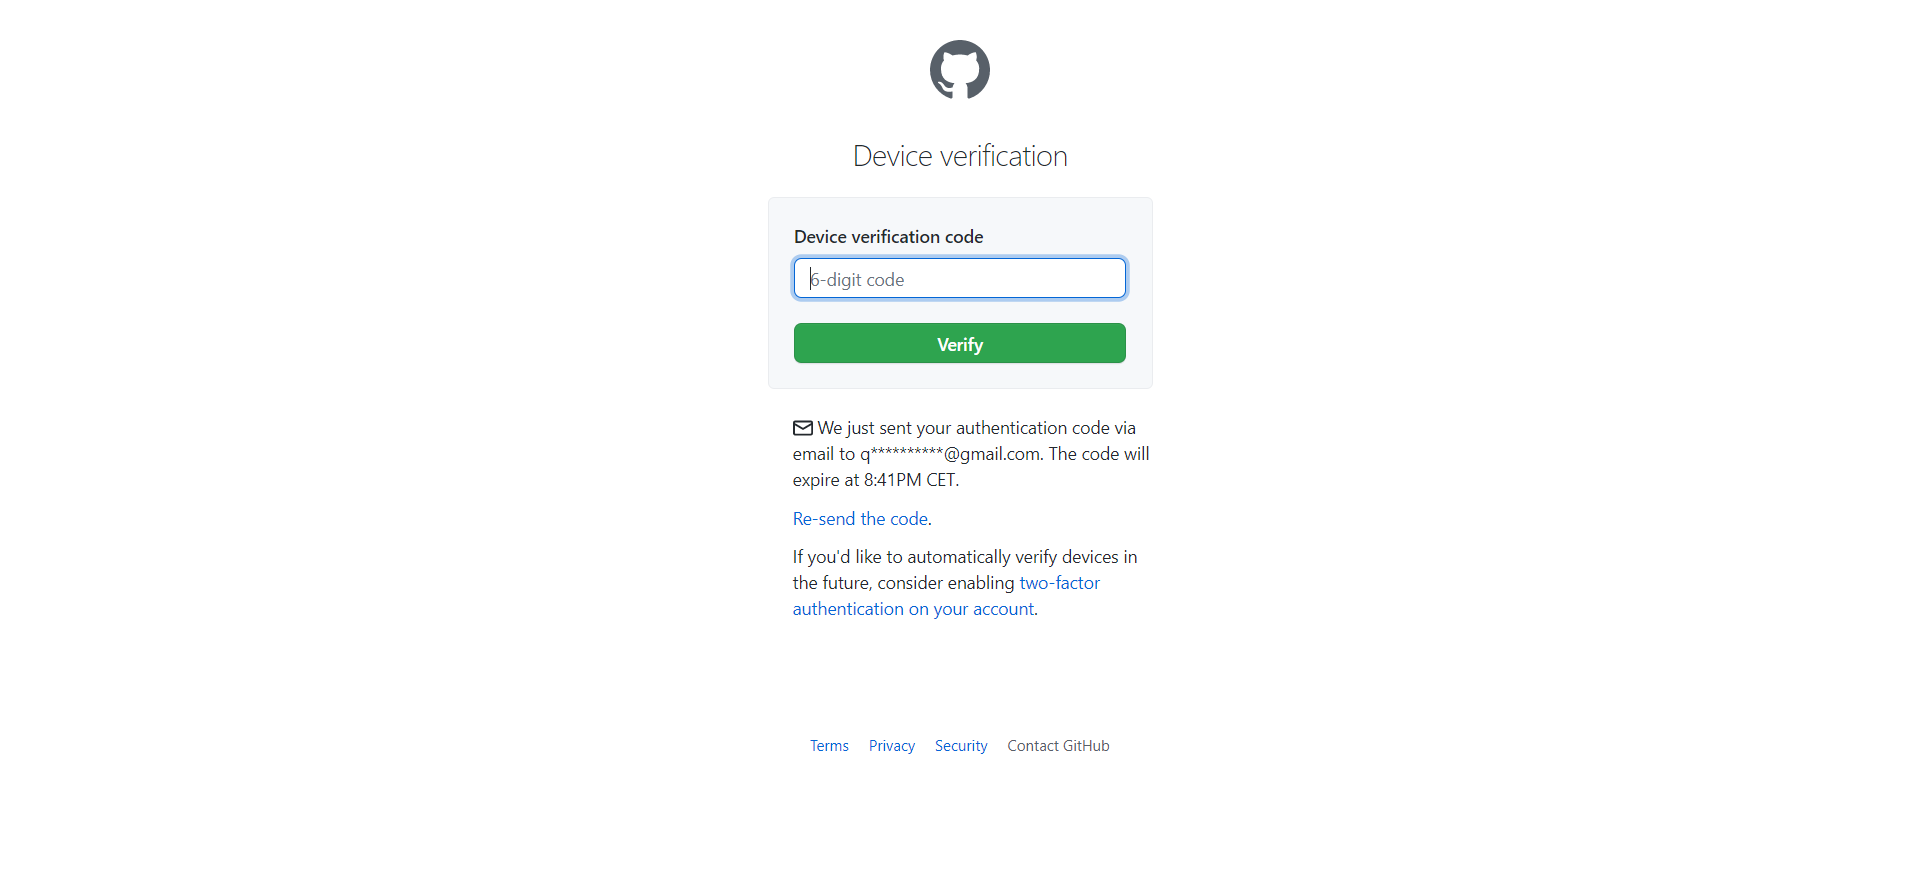 Device verification
Device verification code
6-digit code
Verify
We just sent your authentication code via
email to q**********@gmail.com. The code will
expire at 8:41PM CET.
Re-send the code.
If you'd like to automatically verify devices in
the future, consider enabling two-factor
authentication on your account.
Terms Privacy Security Contact GitHub